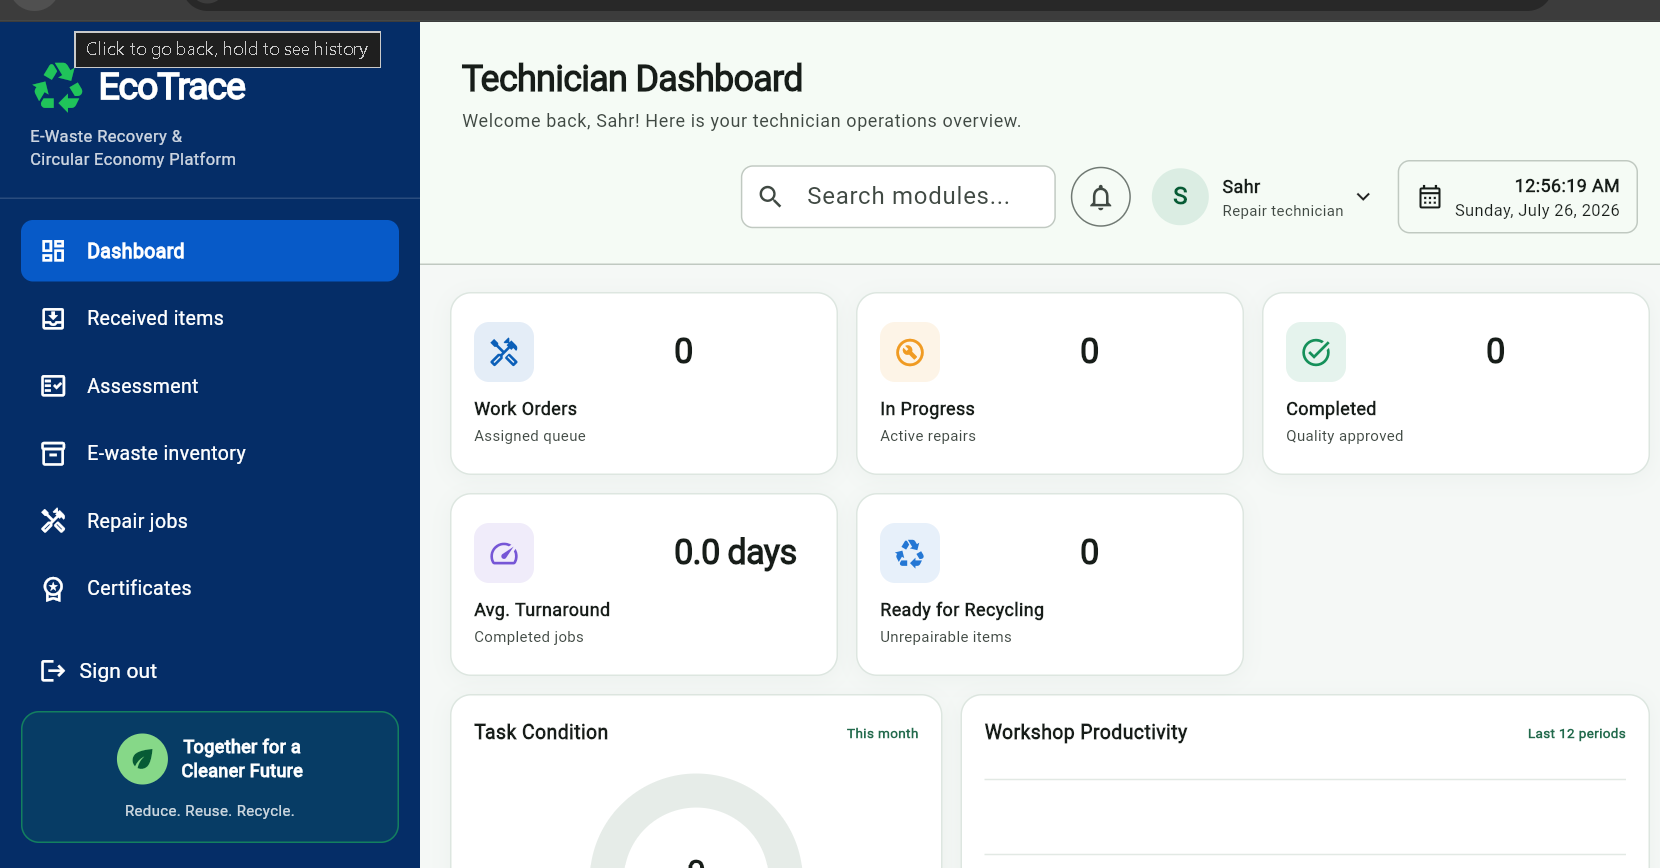 Click to go back, hold to see history
EcoTrace
E-Waste Recovery &
Circular Economy Platform
Dashboard
Received items
Assessment
E-waste inventory
Repair jobs
Certificates
Sign out
Together for a
Cleaner Future
Reduce. Reuse. Recycle.
Technician Dashboard
Welcome back, Sahr! Here is your technician operations overview.
Search modules...
S
Sahr
Repair technician
12:56:19 AM
Sunday, July 26, 2026
0
Work Orders
Assigned queue
0
In Progress
Active repairs
0
Completed
Quality approved
0.0 days
Avg. Turnaround
Completed jobs
0
Ready for Recycling
Unrepairable items
Task Condition
This month
Workshop Productivity
Last 12 periods